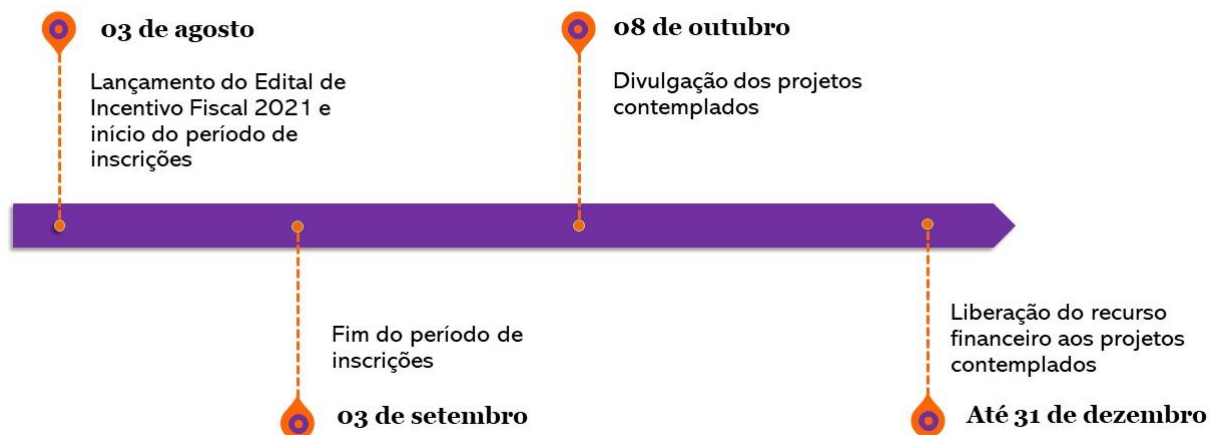 03 de agosto
Lançamento do Edital de
Incentivo Fiscal 2021 e
início do período de
inscrições
08 de outubro
Divulgação dos projetos
contemplados
Fim do período de
inscrições
03 de setembro
Liberação do recurso
financeiro aos projetos
contemplados
Até 31 de dezembro